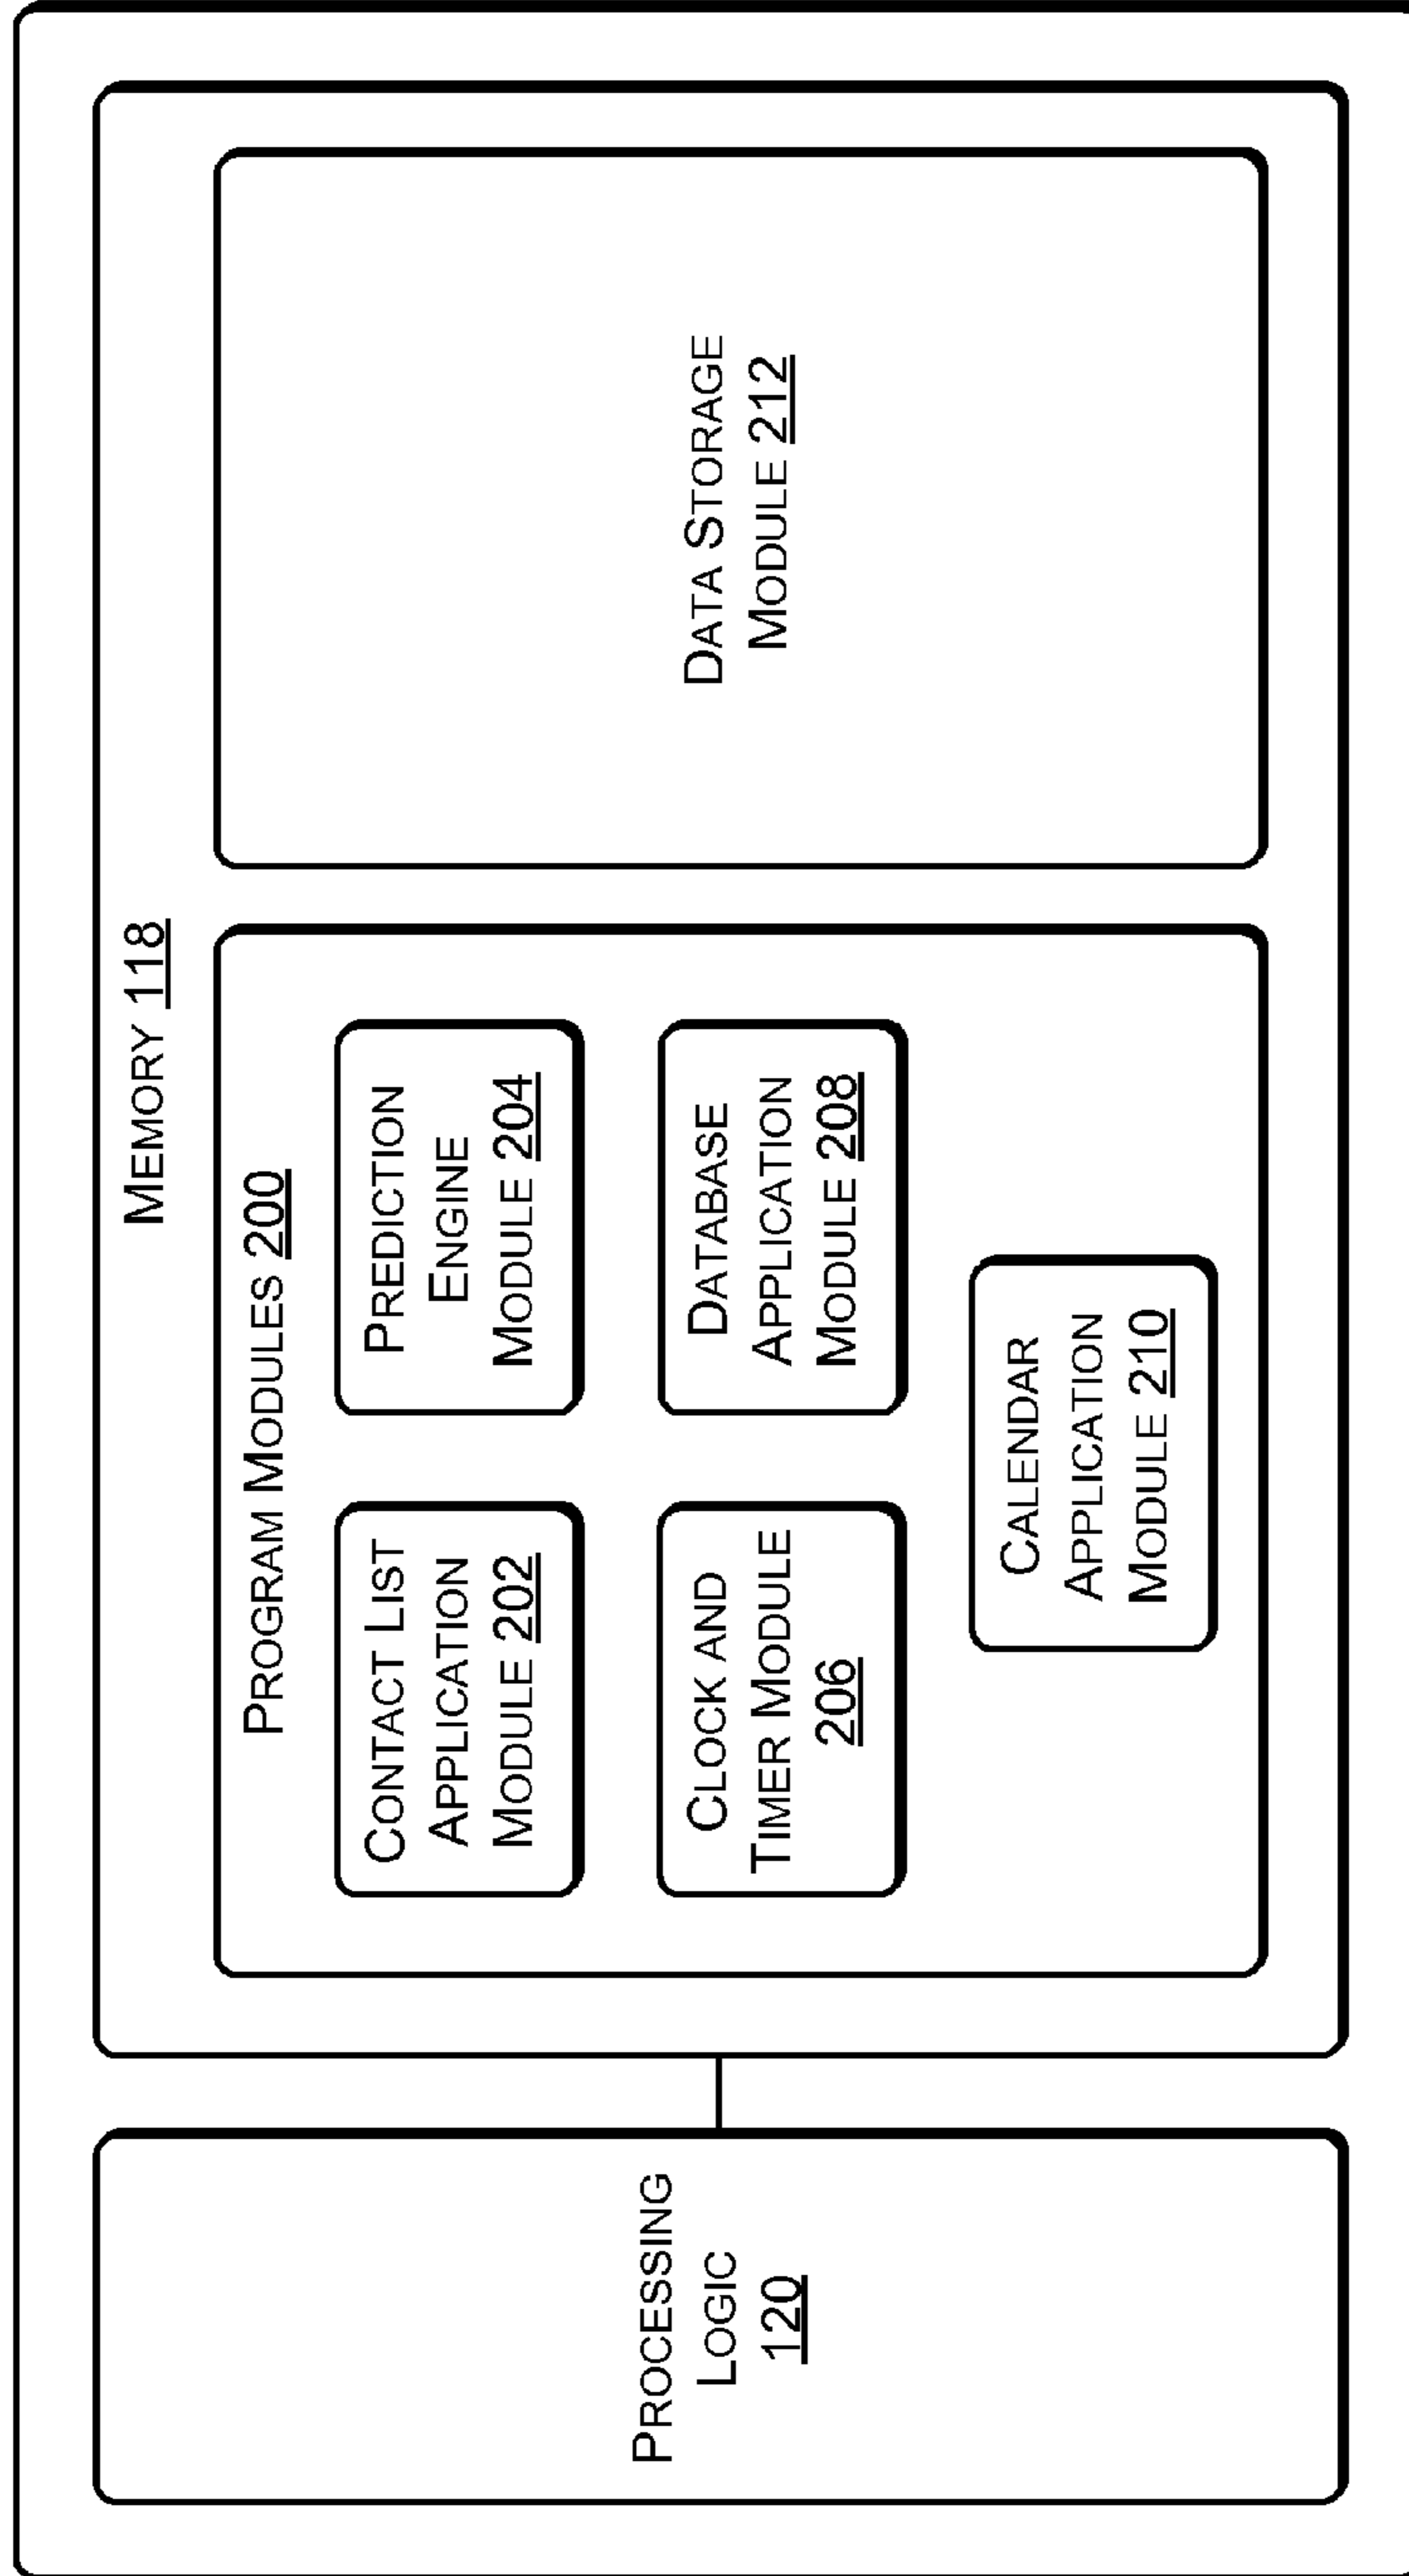 MEMORY 118
PROCESSING
LOGIC
120
PROGRAM MODULES 200
CONTACT LIST
APPLICATION
MODULE 202
PREDICTION
ENGINE
MODULE 204
CLOCK AND
TIMER MODULE
206
DATABASE
APPLICATION
MODULE 208
CALENDAR
APPLICATION
MODULE 210
DATA STORAGE
MODULE 212